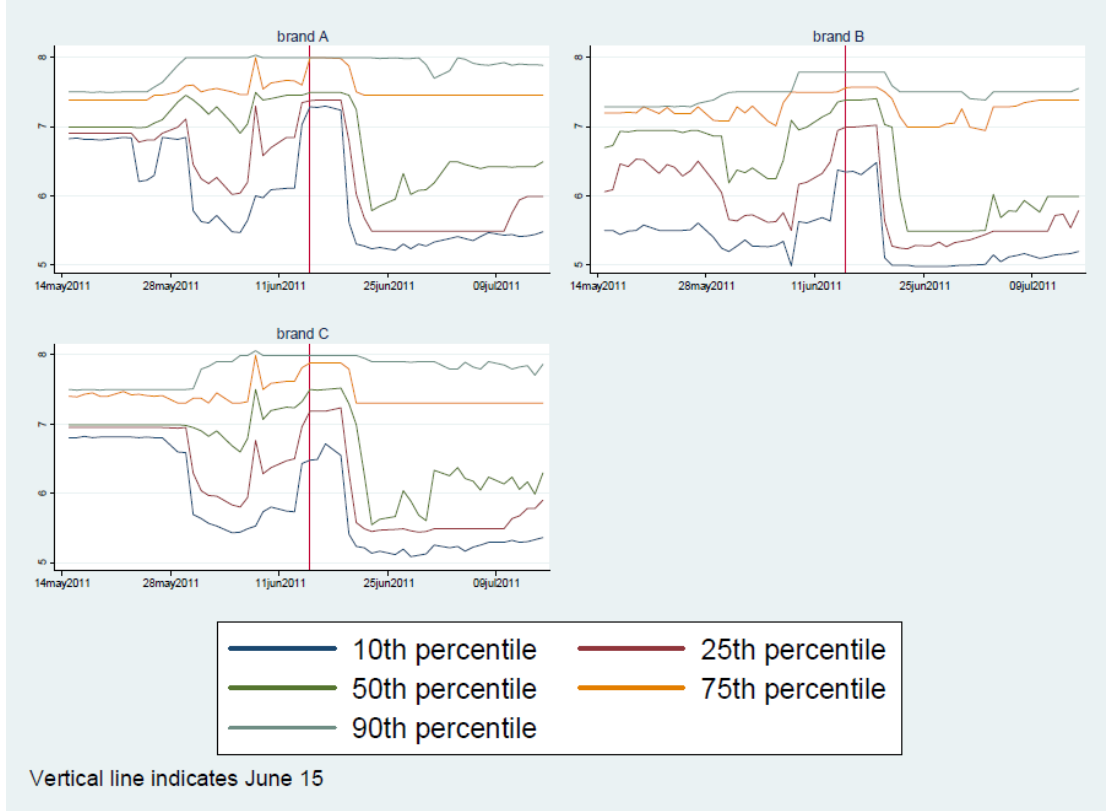 brand A
8
7
6
5
14may2011 28may2011 11jun2011 25jun2011 09jul2011
brand B
8
7
6
5
14may2011 28may2011 11jun2011 25jun2011 09jul2011
brand C
8
7
6
5
14may2011 28may2011 11jun2011 25jun2011 09jul2011
10th percentile 25th percentile
50th percentile 75th percentile
90th percentile
Vertical line indicates June 15